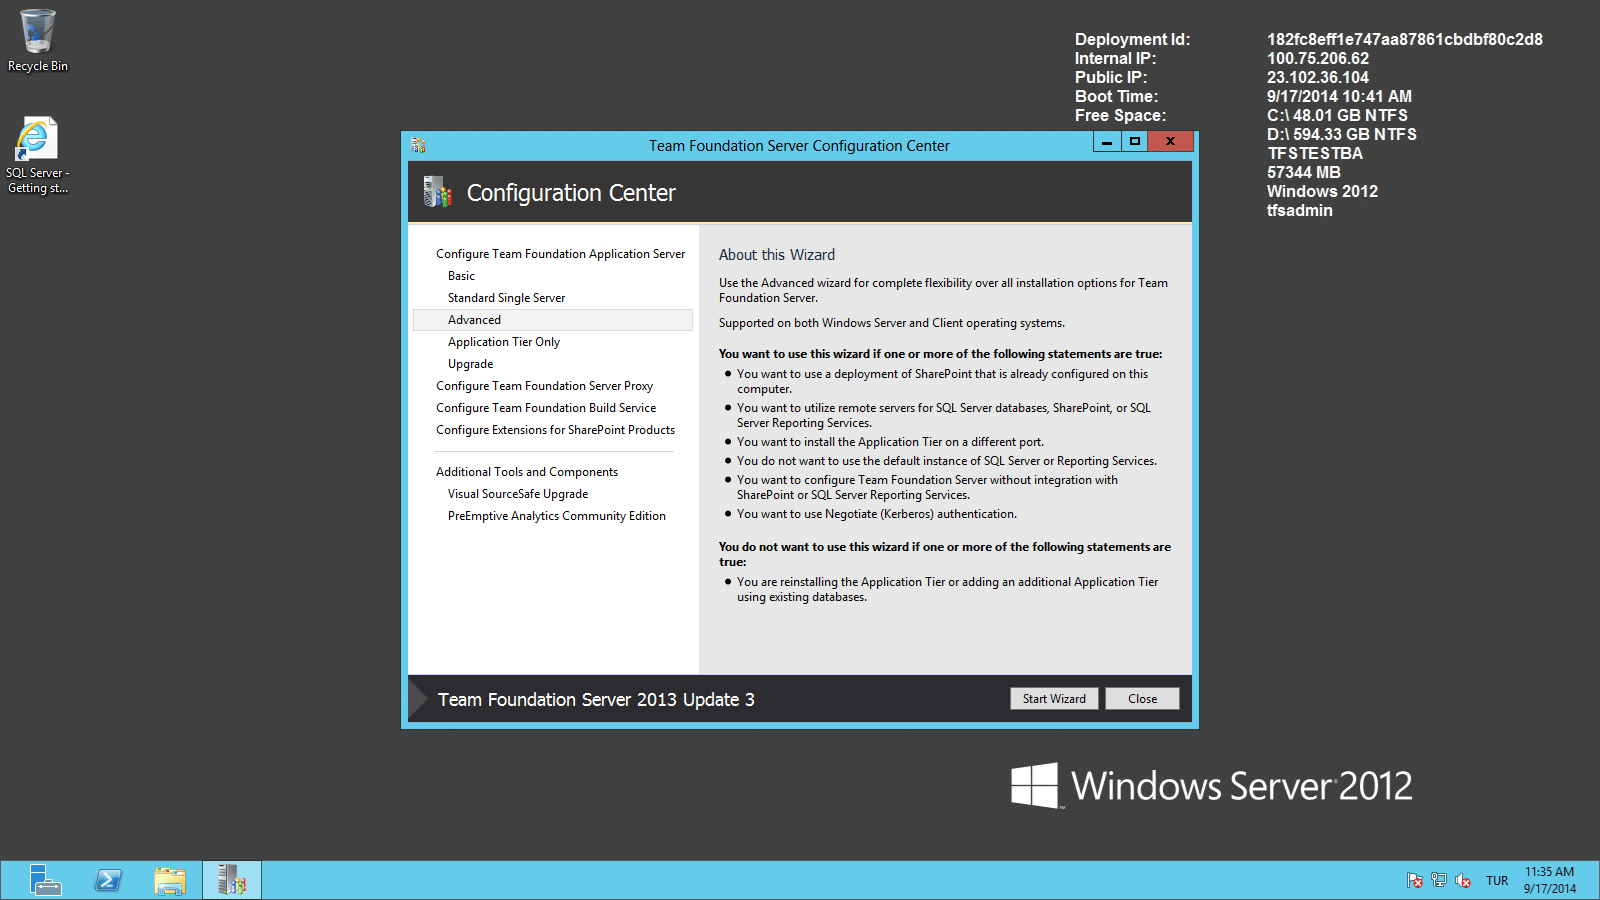 Recycle Bin
SQL Server -
Getting st...
Deployment Id: 182fc8eff1e747aa87861cbdbf80c2d8
Internal IP: 100.75.206.62
Public IP: 23.102.36.104
Boot Time: 9/17/2014 10:41 AM
Free Space: C:\ 48.01 GB NTFS
D:\ 594.33 GB NTFS
TFSTESTBA
57344 MB
Windows 2012
tfsadmin
Team Foundation Server Configuration Center
Configuration Center
Configure Team Foundation Application Server
Basic
Standard Single Server
Advanced
Application Tier Only
Upgrade
Configure Team Foundation Server Proxy
Configure Team Foundation Build Service
Configure Extensions for SharePoint Products
Additional Tools and Components
Visual SourceSafe Upgrade
PreEmptive Analytics Community Edition
About this Wizard
Use the Advanced wizard for complete flexibility over all installation options for Team
Foundation Server.
Supported on both Windows Server and Client operating systems.
You want to use this wizard if one or more of the following statements are true:
● You want to use a deployment of SharePoint that is already configured on this
computer.
● You want to utilize remote servers for SQL Server databases, SharePoint, or SQL
Server Reporting Services.
● You want to install the Application Tier on a different port.
● You do not want to use the default instance of SQL Server or Reporting Services.
● You want to configure Team Foundation Server without integration with
SharePoint or SQL Server Reporting Services.
● You want to use Negotiate (Kerberos) authentication.
You do not want to use this wizard if one or more of the following statements are
true:
● You are reinstalling the Application Tier or adding an additional Application Tier
using existing databases.
Team Foundation Server 2013 Update 3
Start Wizard
Close
Windows Server 2012
TUR
11:35 AM
9/17/2014